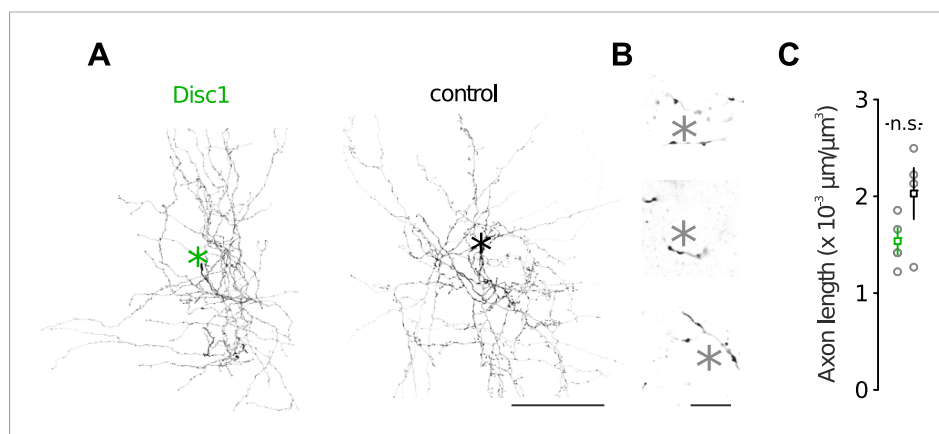 A
B
C
Disc1
control
Axon length (x 10⁻³ µm/µm³)
3
2
1
0
-n.s.-